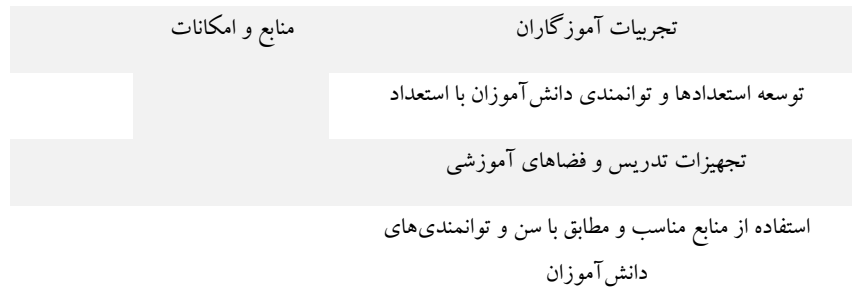 تجربیات آموزگاران منابع و امکانات
توسعه استعدادها و توانمندی دانش‌آموزان با استعداد
تجهیزات تدریس و فضاهای آموزشی
استفاده از منابع مناسب و مطابق با سن و توانمندی‌های
دانش‌آموزان